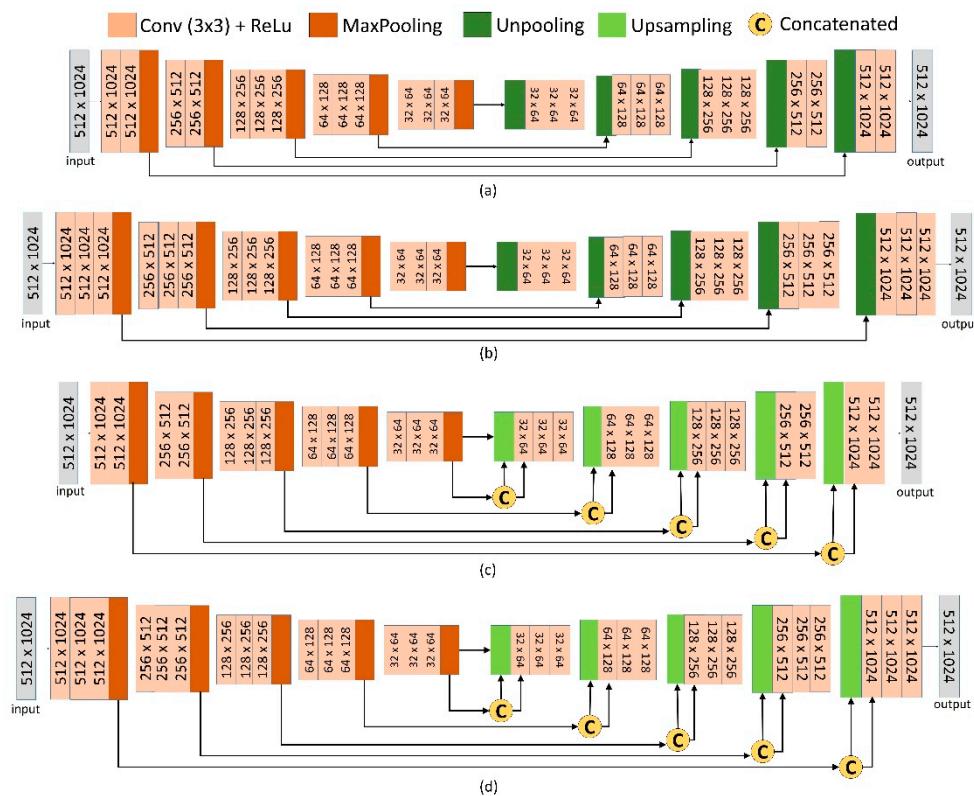 Conv (3x3) + ReLu MaxPooling Unpooling Upsampling C Concatenated
512 x 1024
512 x 1024
512 x 1024
256 x 512
256 x 512
128 x 256
128 x 256
128 x 256
64 x 128
64 x 128
64 x 128
32 x 64
32 x 64
32 x 64
32 x 64
32 x 64
32 x 64
64 x 128
64 x 128
64 x 128
128 x 256
128 x 256
128 x 256
256 x 512
256 x 512
512 x 1024
512 x 1024
512 x 1024
input
output
(a)
512 x 1024
512 x 1024
512 x 1024
512 x 1024
256 x 512
256 x 512
256 x 512
128 x 256
128 x 256
128 x 256
64 x 128
64 x 128
64 x 128
32 x 64
32 x 64
32 x 64
32 x 64
32 x 64
32 x 64
64 x 128
64 x 128
64 x 128
128 x 256
128 x 256
128 x 256
256 x 512
256 x 512
256 x 512
512 x 1024
512 x 1024
512 x 1024
512 x 1024
input
outpu
(b)
512 x 1024
512 x 1024
512 x 1024
256 x 512
256 x 512
128 x 256
128 x 256
128 x 256
64 x 128
64 x 128
64 x 128
32 x 64
32 x 64
32 x 64
32 x 64
32 x 64
32 x 64
64 x 128
64 x 128
64 x 128
128 x 256
128 x 256
128 x 256
256 x 512
256 x 512
512 x 1024
512 x 1024
512 x 1024
input
output
C
C
C
C
C
(c)
512 x 1024
512 x 1024
512 x 1024
512 x 1024
256 x 512
256 x 512
256 x 512
128 x 256
128 x 256
128 x 256
64 x 128
64 x 128
64 x 128
32 x 64
32 x 64
32 x 64
32 x 64
32 x 64
32 x 64
64 x 128
64 x 128
64 x 128
128 x 256
128 x 256
128 x 256
256 x 512
256 x 512
256 x 512
512 x 1024
512 x 1024
512 x 1024
512 x 1024
input
output
C
C
C
C
C
(d)